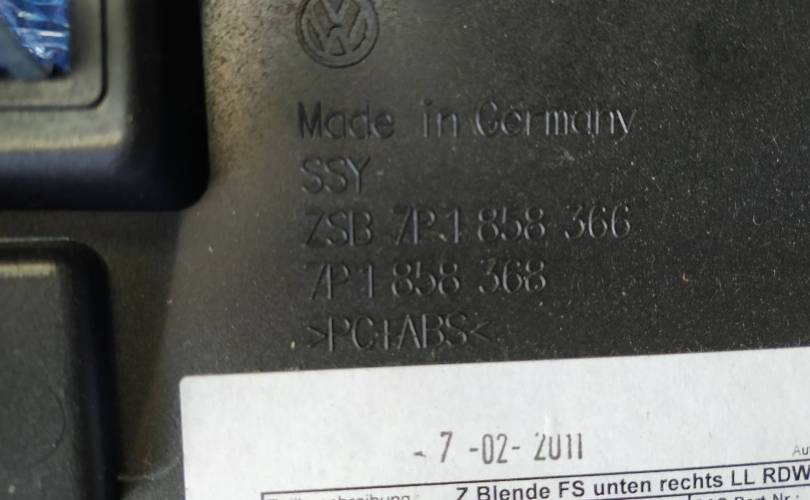 Made in Germany
SSY
ZSB 7P1 858 366
7P1 858 368
>PC+ABS<
-7 -02- 2011
Z Blende FS unten rechts LL RDW